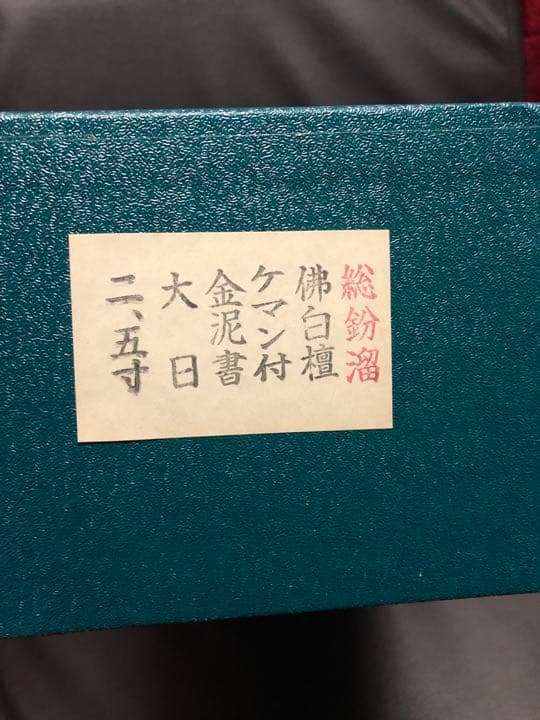 総鈖溜
佛白檀
ケマン付
金泥書
大日
二、五寸